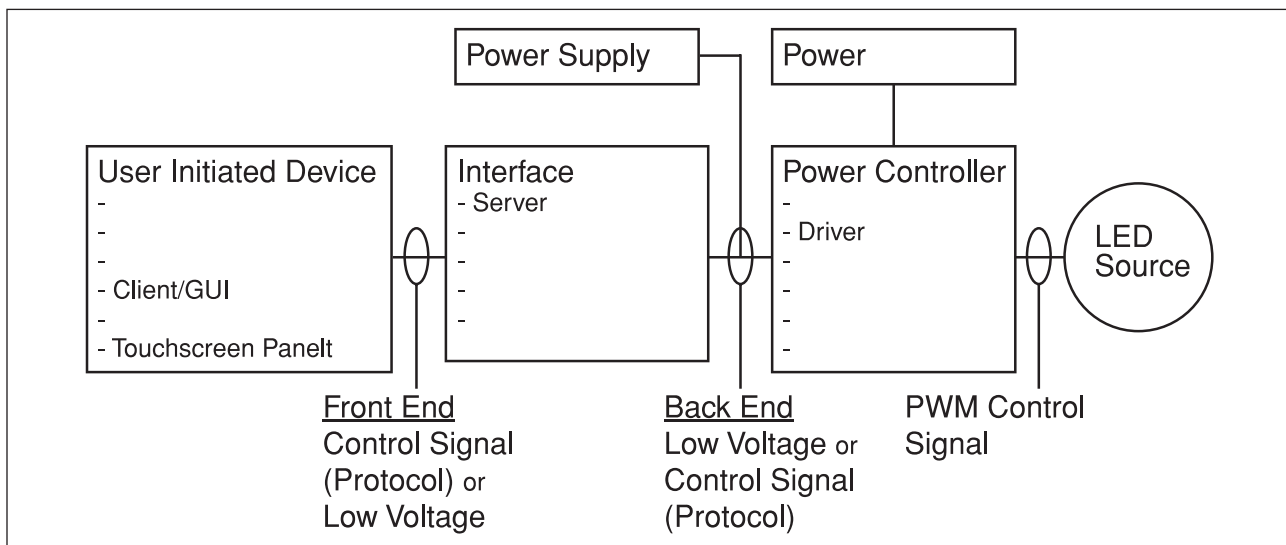 Power Supply
Power
User Initiated Device
-
-
-
- Client/GUI
-
- Touchscreen Panelt
Interface
- Server
-
-
-
-
Power Controller
-
- Driver
-
-
-
-
LED
Source
Front End
Control Signal
(Protocol) or
Low Voltage
Back End
Low Voltage or
Control Signal
(Protocol)
PWM Control
Signal